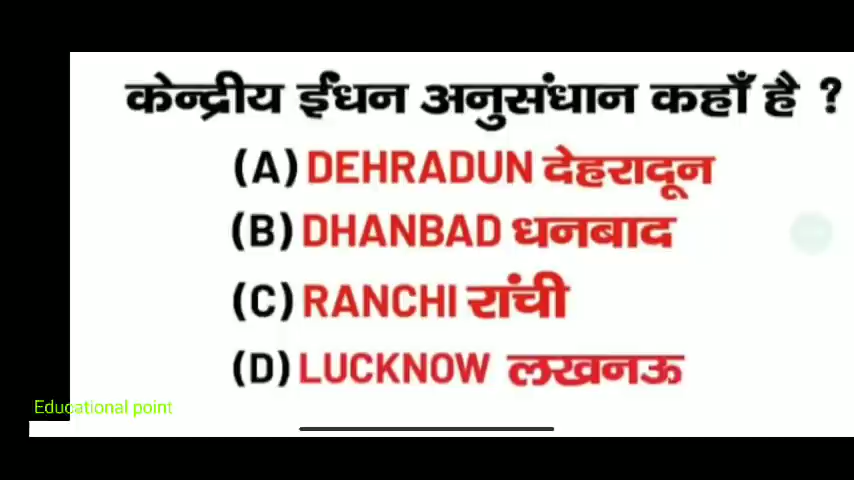 केन्द्रीय ईंधन अनुसंधान कहाँ है ?
(A) DEHRADUN देहरादून
(B) DHANBAD धनबाद
(C) RANCHI रांची
(D) LUCKNOW लखनऊ
Educational point